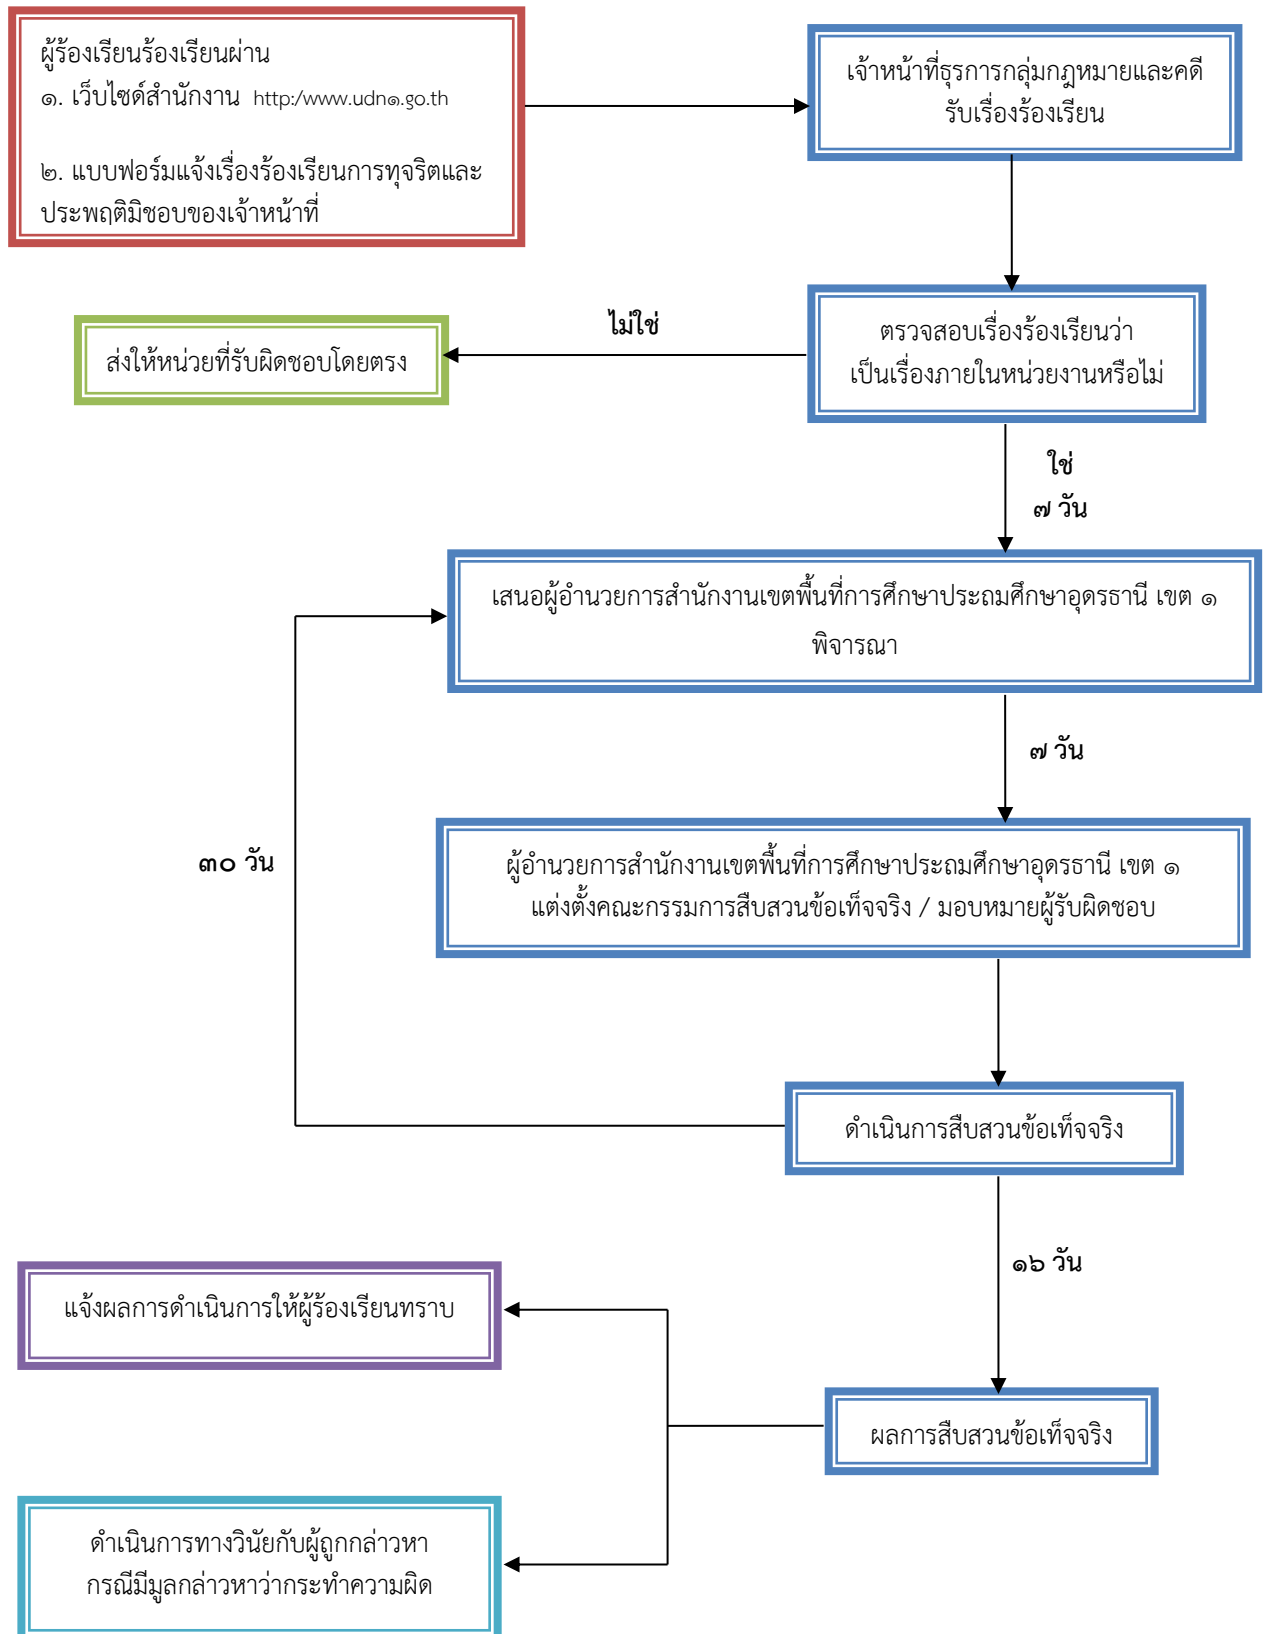 ผู้ร้องเรียนร้องเรียนผ่าน
๑. เว็บไซด์สำนักงาน http:/www.udn๑.go.th
๒. แบบฟอร์มแจ้งเรื่องร้องเรียนการทุจริตและ
ประพฤติมิชอบของเจ้าหน้าที่
เจ้าหน้าที่ธุรการกลุ่มกฎหมายและคดี
รับเรื่องร้องเรียน
ตรวจสอบเรื่องร้องเรียนว่า
เป็นเรื่องภายในหน่วยงานหรือไม่
ไม่ใช่
ส่งให้หน่วยที่รับผิดชอบโดยตรง
ใช่
๗ วัน
เสนอผู้อำนวยการสำนักงานเขตพื้นที่การศึกษาประถมศึกษาอุดรธานี เขต ๑
พิจารณา
๗ วัน
ผู้อำนวยการสำนักงานเขตพื้นที่การศึกษาประถมศึกษาอุดรธานี เขต ๑
แต่งตั้งคณะกรรมการสืบสวนข้อเท็จจริง / มอบหมายผู้รับผิดชอบ
๓๐ วัน
ดำเนินการสืบสวนข้อเท็จจริง
๑๖ วัน
แจ้งผลการดำเนินการให้ผู้ร้องเรียนทราบ
ผลการสืบสวนข้อเท็จจริง
ดำเนินการทางวินัยกับผู้ถูกกล่าวหา
กรณีมีมูลกล่าวหาว่ากระทำความผิด